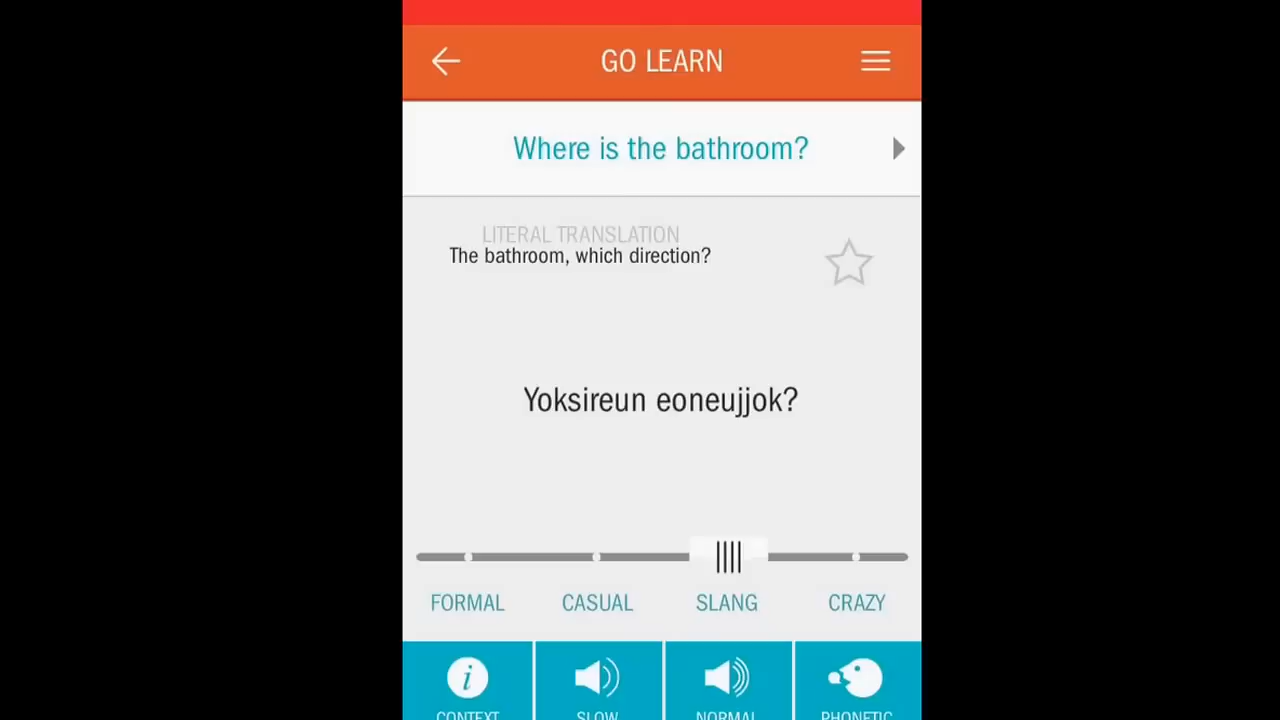 GO LEARN
Where is the bathroom?
LITERAL TRANSLATION
The bathroom, which direction?
Yoksireun eoneujjok?
FORMAL CASUAL SLANG CRAZY
CONTEXT SLOW NORMAL PHONETIC